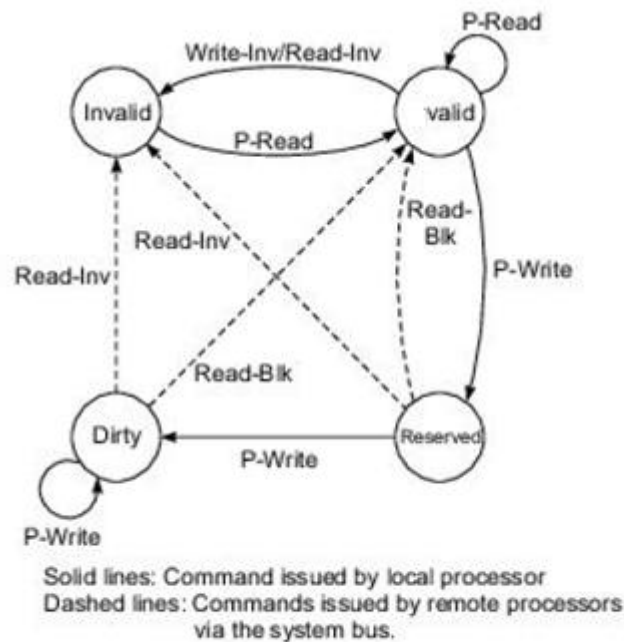 P-Read
Write-Inv/Read-Inv
Invalid
valid
P-Read
Read-Inv
Read-
Blk
Read-Inv
P-Write
Read-Blk
Dirty
Reserved
P-Write
P-Write
Solid lines: Command issued by local processor
Dashed lines: Commands issued by remote processors
via the system bus.